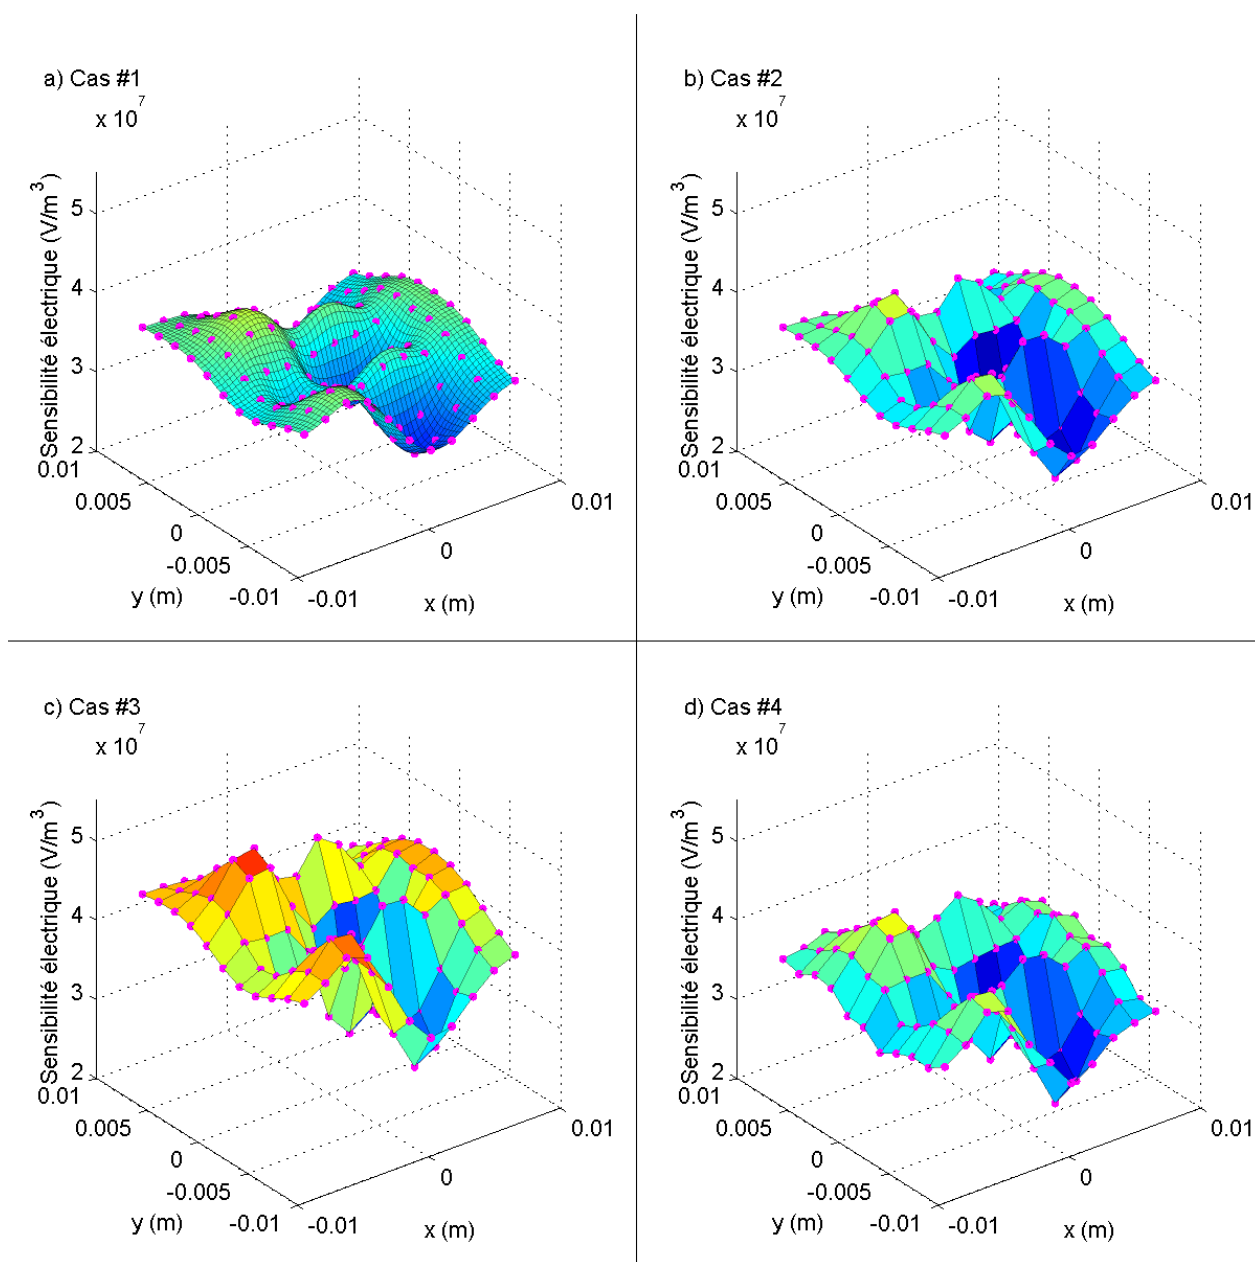 a) Cas #1
x 10^7
Sensibilité électrique (V/m^3)
5
4
3
2
0.01
0.005
0
-0.005
-0.01
y (m)
-0.01
0
0.01
x (m)
b) Cas #2
x 10^7
Sensibilité électrique (V/m^3)
5
4
3
2
0.01
0.005
0
-0.005
-0.01
y (m)
-0.01
0
0.01
x (m)
c) Cas #3
x 10^7
Sensibilité électrique (V/m^3)
5
4
3
2
0.01
0.005
0
-0.005
-0.01
y (m)
-0.01
0
0.01
x (m)
d) Cas #4
x 10^7
Sensibilité électrique (V/m^3)
5
4
3
2
0.01
0.005
0
-0.005
-0.01
y (m)
-0.01
0
0.01
x (m)